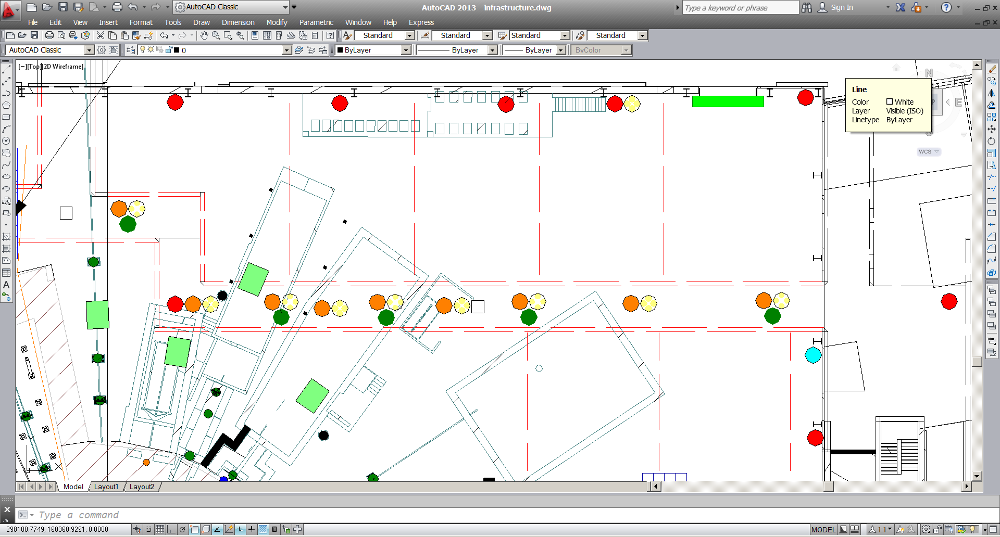 AutoCAD Classic
AutoCAD 2013 infrastructure.dwg
Type a keyword or phrase
Sign In
File Edit View Insert Format Tools Draw Dimension Modify Parametric Window Help Express
Standard Standard Standard Standard
AutoCAD Classic 0 ByLayer ByLayer ByLayer ByColor
[−][Top][2D Wireframe]
N
E
S
WCS
Line
Color White
Layer Visible (ISO)
Linetype ByLayer
A
ABC
Model Layout1 Layout2
Type a command
298100.7749, 160360.9291, 0.0000
MODEL 1:1